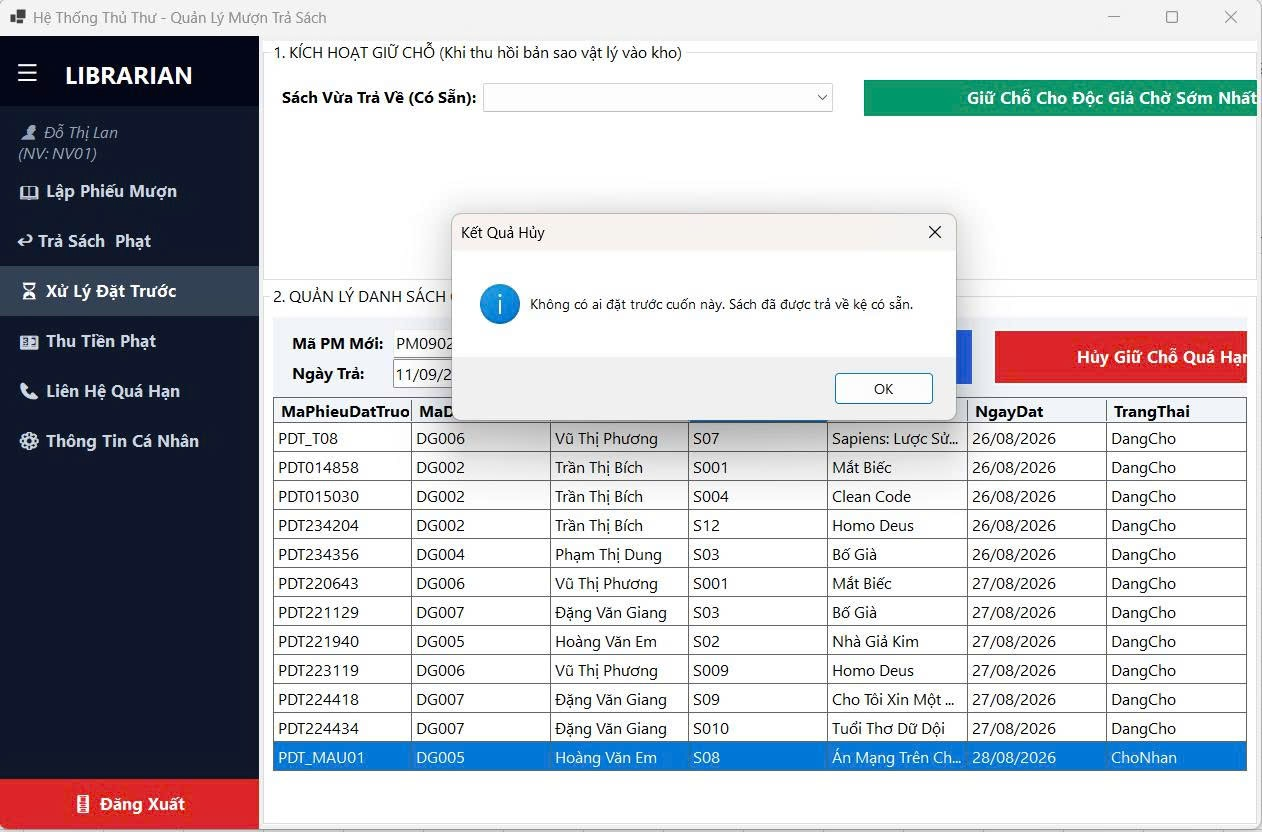 Hệ Thống Thủ Thư - Quản Lý Mượn Trả Sách
LIBRARIAN
Đỗ Thị Lan
(NV: NV01)
Lập Phiếu Mượn
Trả Sách  Phạt
Xử Lý Đặt Trước
Thu Tiền Phạt
Liên Hệ Quá Hạn
Thông Tin Cá Nhân
Đăng Xuất
1. KÍCH HOẠT GIỮ CHỖ (Khi thu hồi bản sao vật lý vào kho)
Sách Vừa Trả Về (Có Sẵn):
Giữ Chỗ Cho Độc Giả Chờ Sớm Nhất
2. QUẢN LÝ DANH SÁCH
Mã PM Mới: PM0902
Ngày Trả: 11/09/2
Hủy Giữ Chỗ Quá Hạn
Kết Quả Hủy
Không có ai đặt trước cuốn này. Sách đã được trả về kệ có sẵn.
OK
MaPhieuDatTruo MaD NgayDat TrangThai
PDT_T08 DG006 Vũ Thị Phương S07 Sapiens: Lược Sử... 26/08/2026 DangCho
PDT014858 DG002 Trần Thị Bích S001 Mắt Biếc 26/08/2026 DangCho
PDT015030 DG002 Trần Thị Bích S004 Clean Code 26/08/2026 DangCho
PDT234204 DG002 Trần Thị Bích S12 Homo Deus 26/08/2026 DangCho
PDT234356 DG004 Phạm Thị Dung S03 Bố Già 26/08/2026 DangCho
PDT220643 DG006 Vũ Thị Phương S001 Mắt Biếc 27/08/2026 DangCho
PDT221129 DG007 Đặng Văn Giang S03 Bố Già 27/08/2026 DangCho
PDT221940 DG005 Hoàng Văn Em S02 Nhà Giả Kim 27/08/2026 DangCho
PDT223119 DG006 Vũ Thị Phương S009 Homo Deus 27/08/2026 DangCho
PDT224418 DG007 Đặng Văn Giang S09 Cho Tôi Xin Một ... 27/08/2026 DangCho
PDT224434 DG007 Đặng Văn Giang S010 Tuổi Thơ Dữ Dội 27/08/2026 DangCho
PDT_MAU01 DG005 Hoàng Văn Em S08 Án Mạng Trên Ch... 28/08/2026 ChoNhan